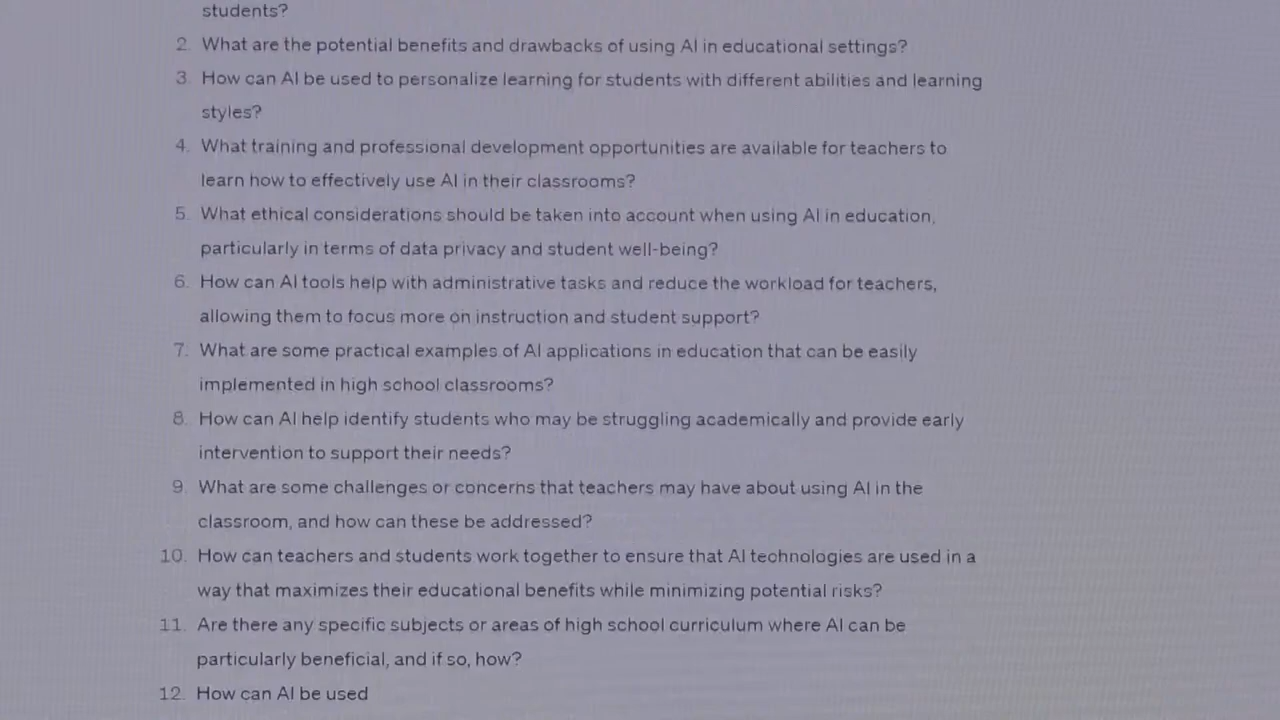 students?
2. What are the potential benefits and drawbacks of using AI in educational settings?
3. How can AI be used to personalize learning for students with different abilities and learning
styles?
4. What training and professional development opportunities are available for teachers to
learn how to effectively use AI in their classrooms?
5. What ethical considerations should be taken into account when using AI in education,
particularly in terms of data privacy and student well-being?
6. How can AI tools help with administrative tasks and reduce the workload for teachers,
allowing them to focus more on instruction and student support?
7. What are some practical examples of AI applications in education that can be easily
implemented in high school classrooms?
8. How can AI help identify students who may be struggling academically and provide early
intervention to support their needs?
9. What are some challenges or concerns that teachers may have about using AI in the
classroom, and how can these be addressed?
10. How can teachers and students work together to ensure that AI technologies are used in a
way that maximizes their educational benefits while minimizing potential risks?
11. Are there any specific subjects or areas of high school curriculum where AI can be
particularly beneficial, and if so, how?
12. How can AI be used